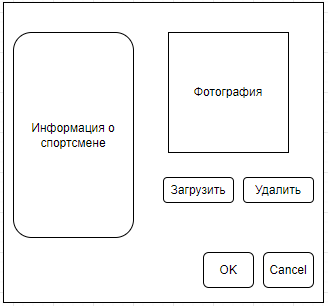 Информация о
спортсмене
Фотография
Загрузить
Удалить
OK
Cancel